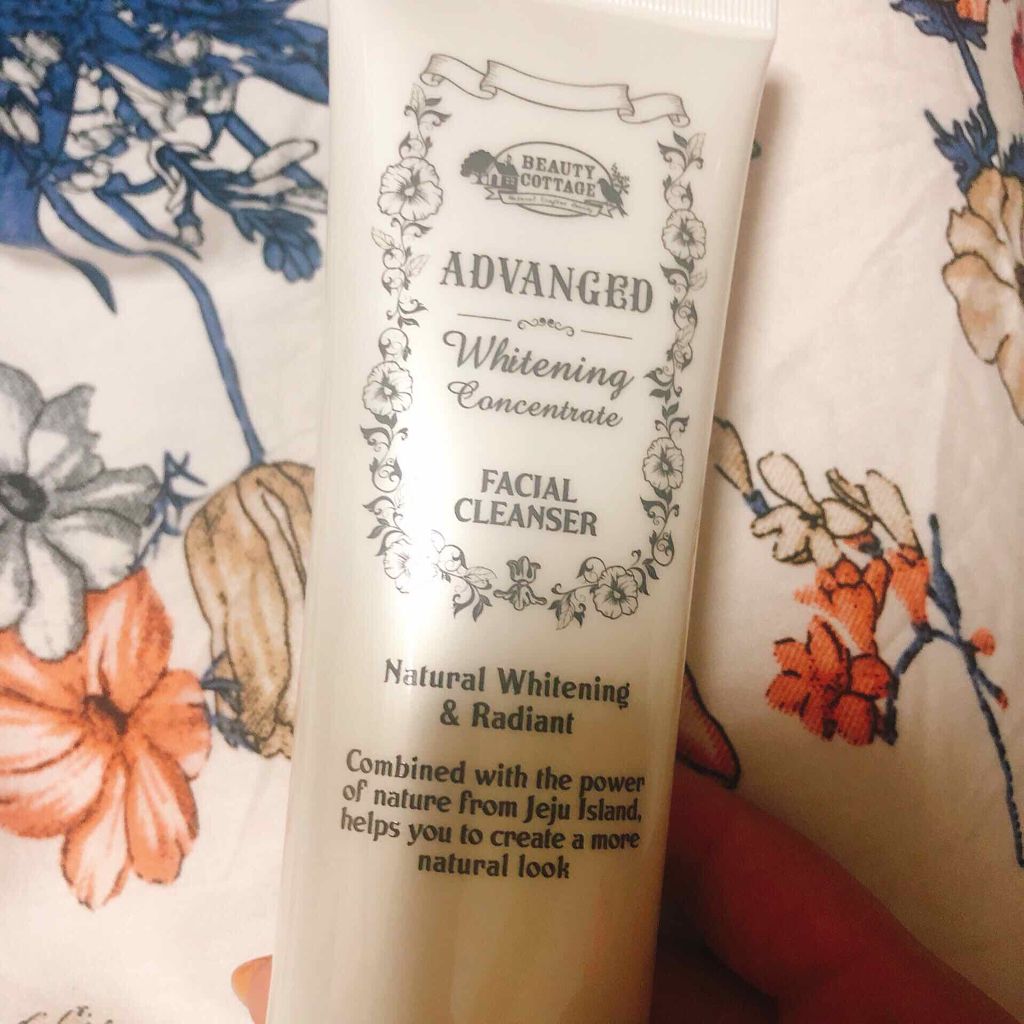 BEAUTY
COTTAGE
ADVANCED
Whitening
Concentrate
FACIAL
CLEANSER
Natural Whitening
& Radiant
Combined with the power
of nature from Jeju Island,
helps you to create a more
natural look